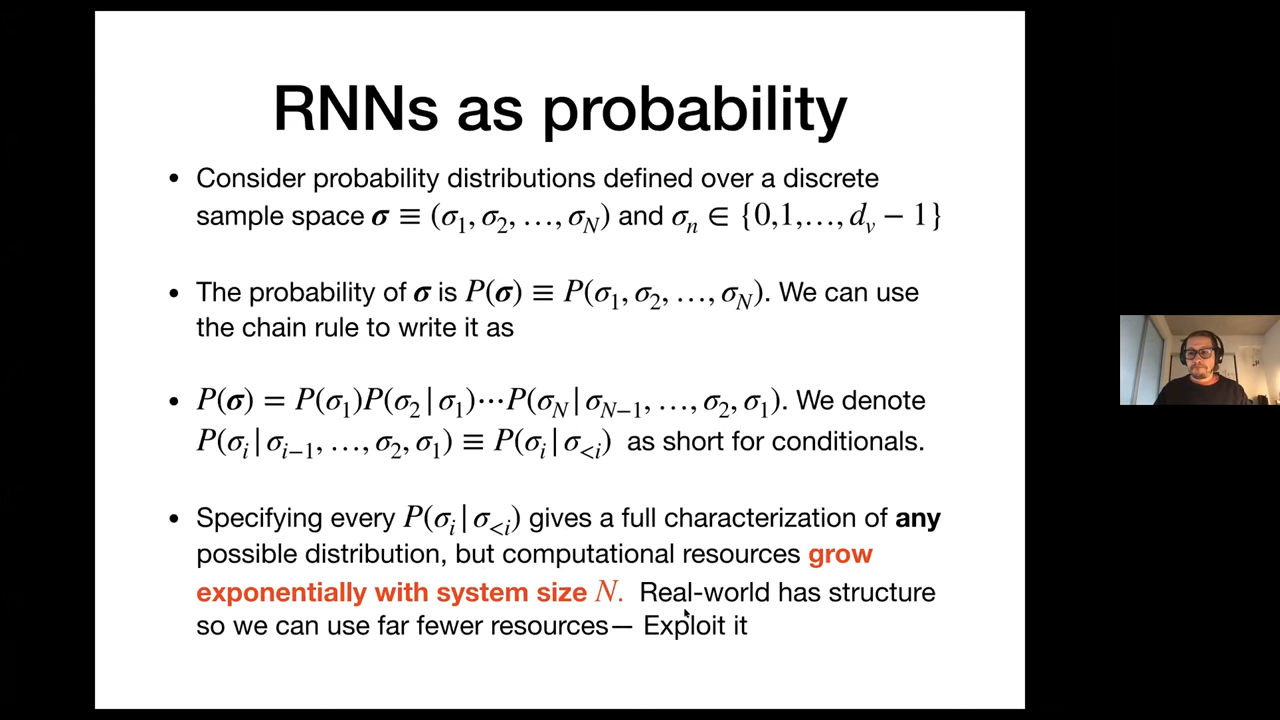 RNNs as probability
• Consider probability distributions defined over a discrete
sample space 𝝈 ≡ (σ₁, σ₂, …, σ_N) and σₙ ∈ {0,1,…, d_v − 1}
• The probability of 𝝈 is P(𝝈) ≡ P(σ₁, σ₂, …, σ_N). We can use
the chain rule to write it as
• P(𝝈) = P(σ₁)P(σ₂ | σ₁)⋯P(σ_N | σ_{N−1}, …, σ₂, σ₁). We denote
P(σᵢ | σ_{i−1}, …, σ₂, σ₁) ≡ P(σᵢ | σ_{<i}) as short for conditionals.
• Specifying every P(σᵢ | σ_{<i}) gives a full characterization of any
possible distribution, but computational resources grow
exponentially with system size N. Real-world has structure
so we can use far fewer resources— Exploit it